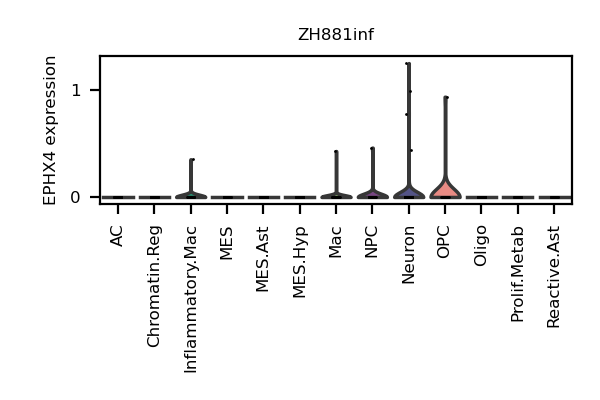 ZH881inf
EPHX4 expression
1
0
AC
Chromatin.Reg
Inflammatory.Mac
MES
MES.Ast
MES.Hyp
Mac
NPC
Neuron
OPC
Oligo
Prolif.Metab
Reactive.Ast